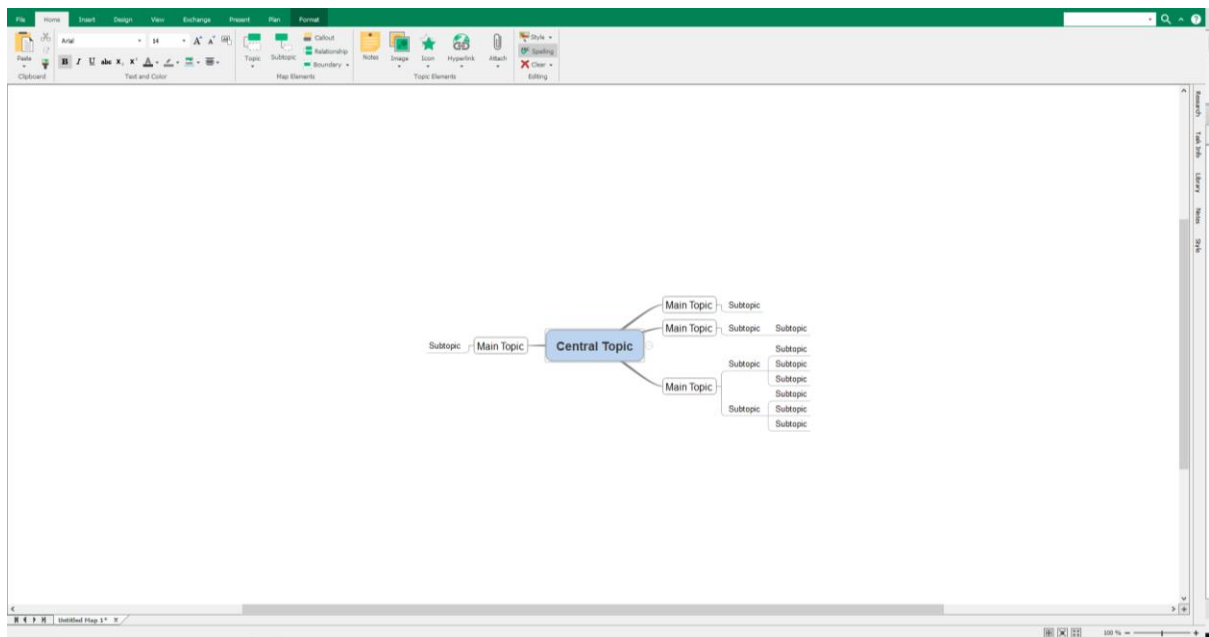 File Home Insert Design View Exchange Present Plan Format
Arial 14
Callout
Style
Relationship
Spelling
Paste
B I U abc X, X' A
Topic Subtopic
Boundary
Notes Image Icon Hyperlink Attach
Clear
Clipboard Text and Color Map Elements Topic Elements Editing
Research
Task Info
Library
Notes
Style
Main Topic Subtopic
Main Topic Subtopic Subtopic
Subtopic Main Topic Central Topic
Subtopic
Subtopic Subtopic
Subtopic
Main Topic
Subtopic
Subtopic Subtopic
Subtopic
Untitled Map 1*
100 %